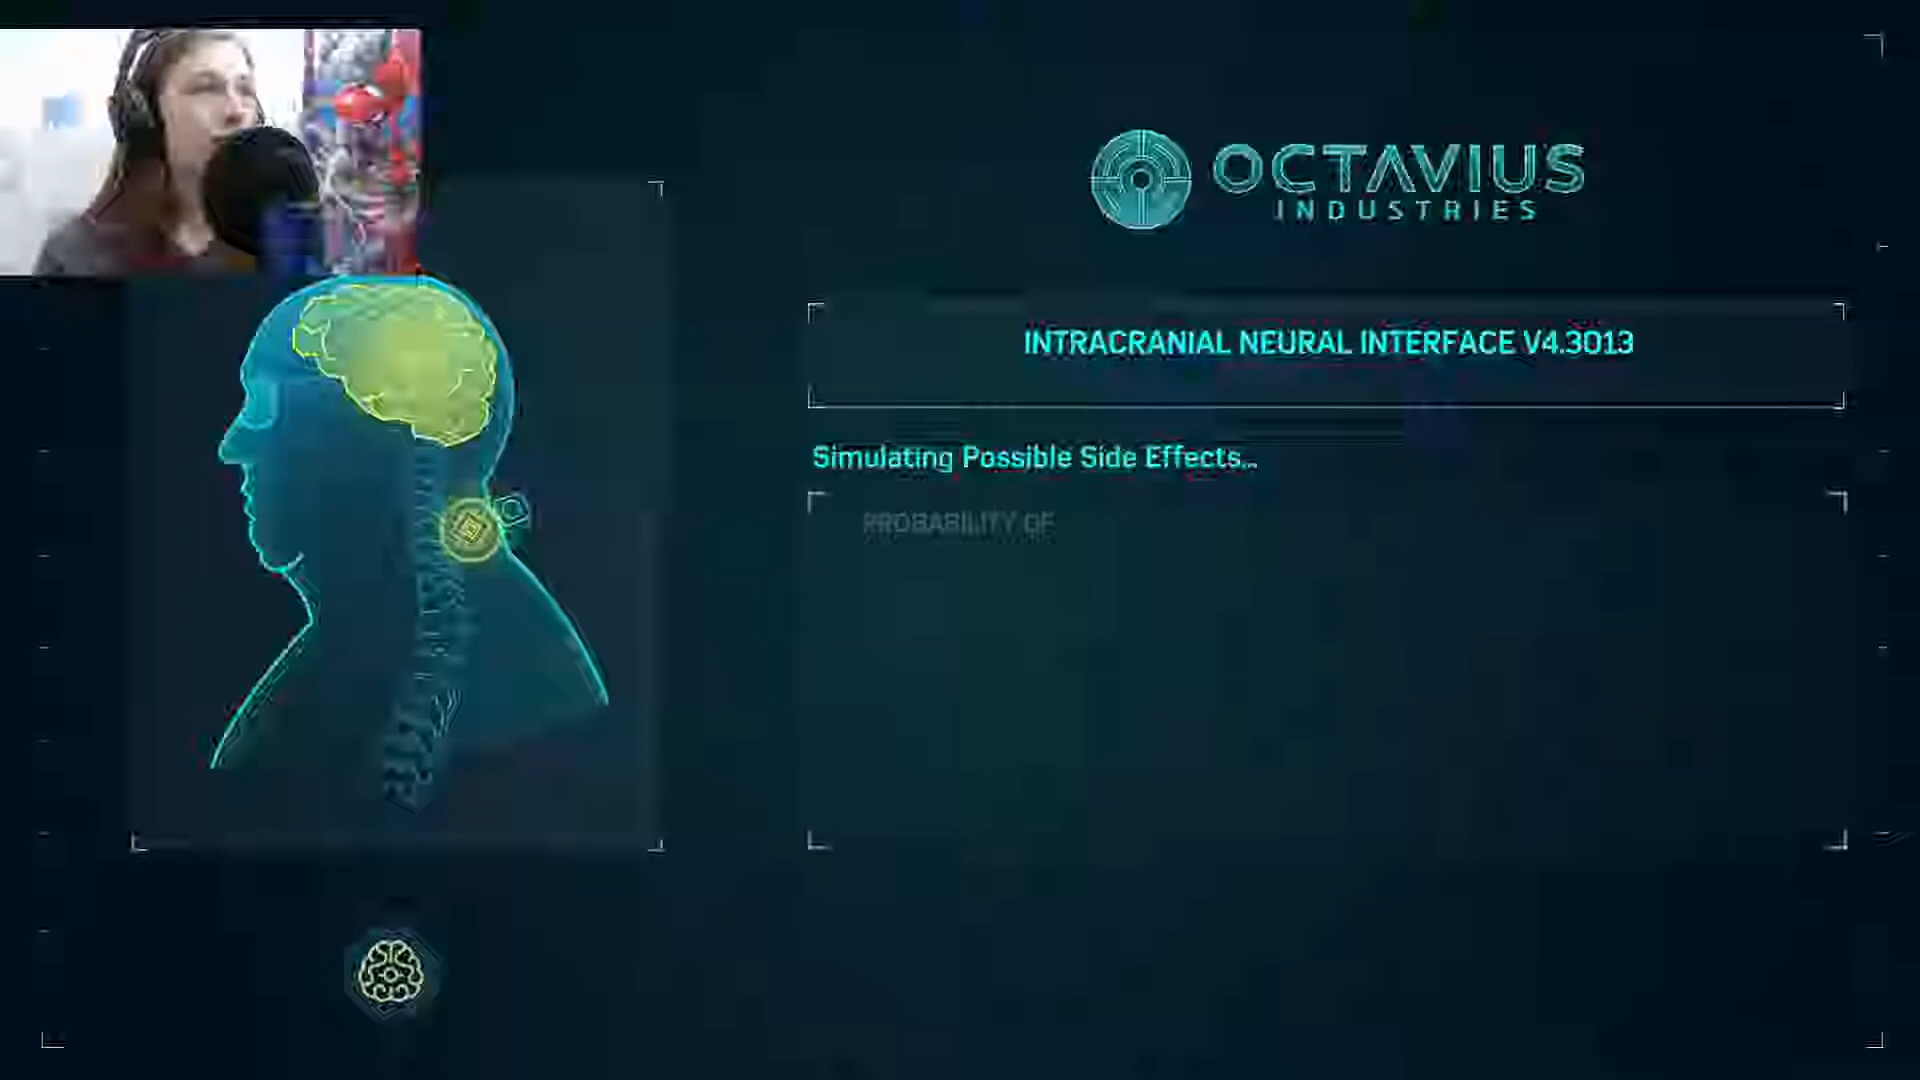 OCTAVIUS
INDUSTRIES
INTRACRANIAL NEURAL INTERFACE V4.3013
Simulating Possible Side Effects...
PROBABILITY OF